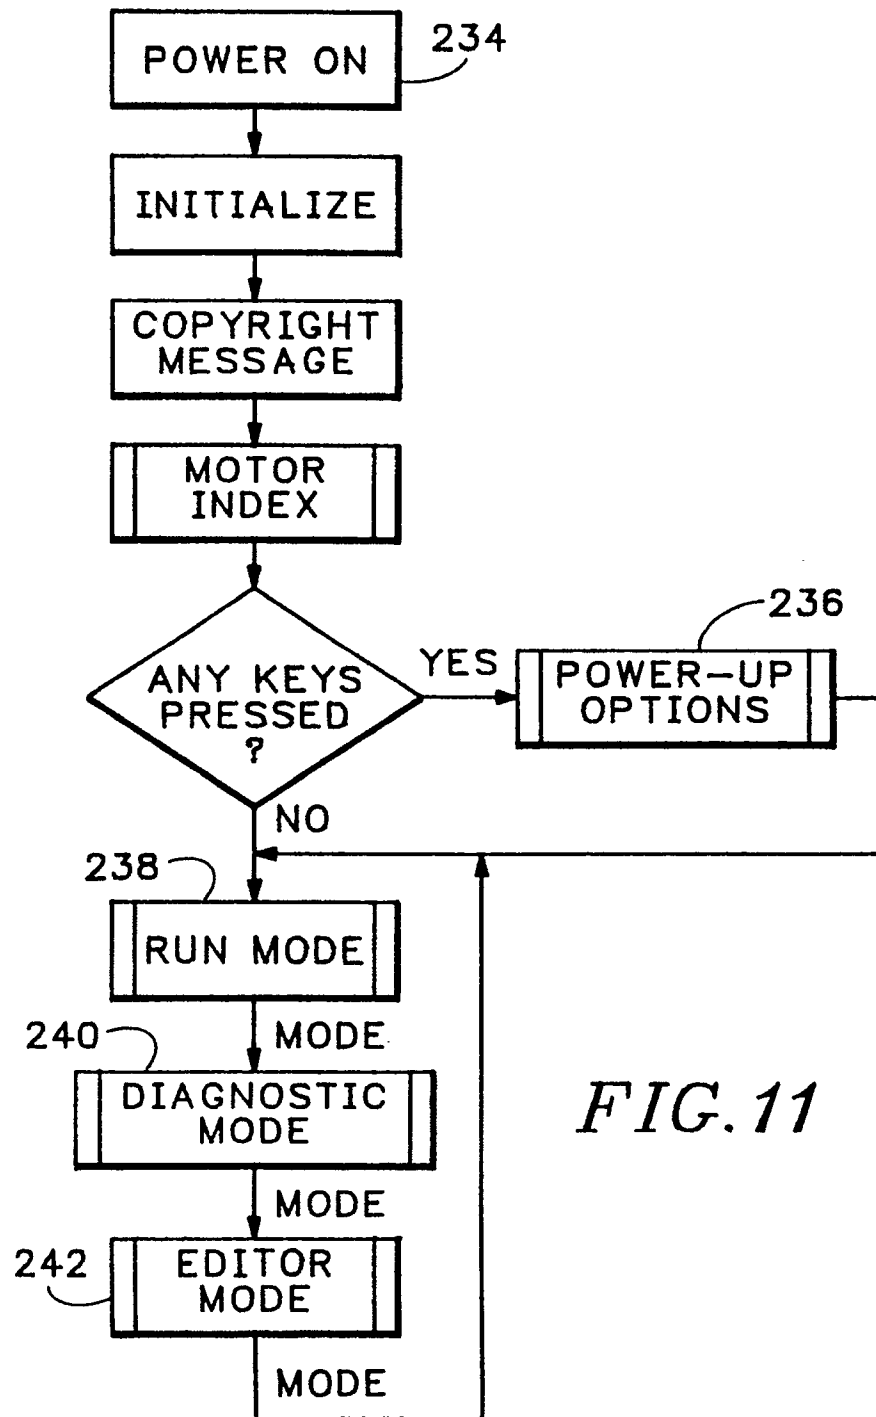 POWER ON
234
INITIALIZE
COPYRIGHT
MESSAGE
MOTOR
INDEX
ANY KEYS
PRESSED
?
YES
236
POWER-UP
OPTIONS
NO
238
RUN MODE
MODE
240
DIAGNOSTIC
MODE
FIG.11
MODE
242
EDITOR
MODE
MODE